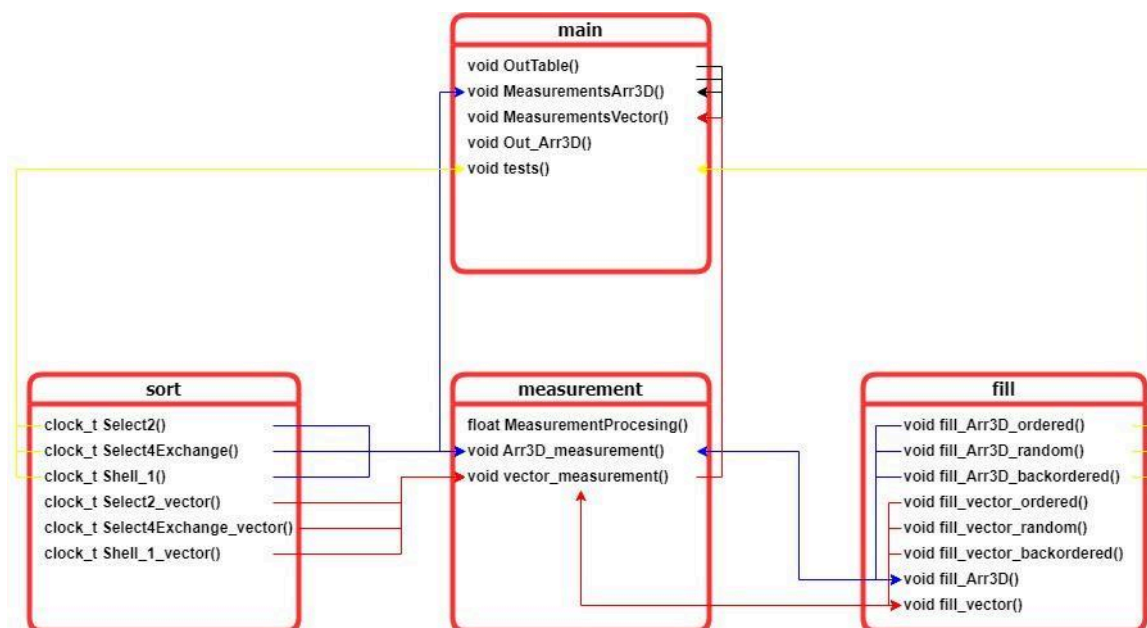 main
void OutTable()
void MeasurementsArr3D()
void MeasurementsVector()
void Out_Arr3D()
void tests()
sort
clock_t Select2()
clock_t Select4Exchange()
clock_t Shell_1()
clock_t Select2_vector()
clock_t Select4Exchange_vector()
clock_t Shell_1_vector()
measurement
float MeasurementProcesing()
void Arr3D_measurement()
void vector_measurement()
fill
void fill_Arr3D_ordered()
void fill_Arr3D_random()
void fill_Arr3D_backordered()
void fill_vector_ordered()
void fill_vector_random()
void fill_vector_backordered()
void fill_Arr3D()
void fill_vector()